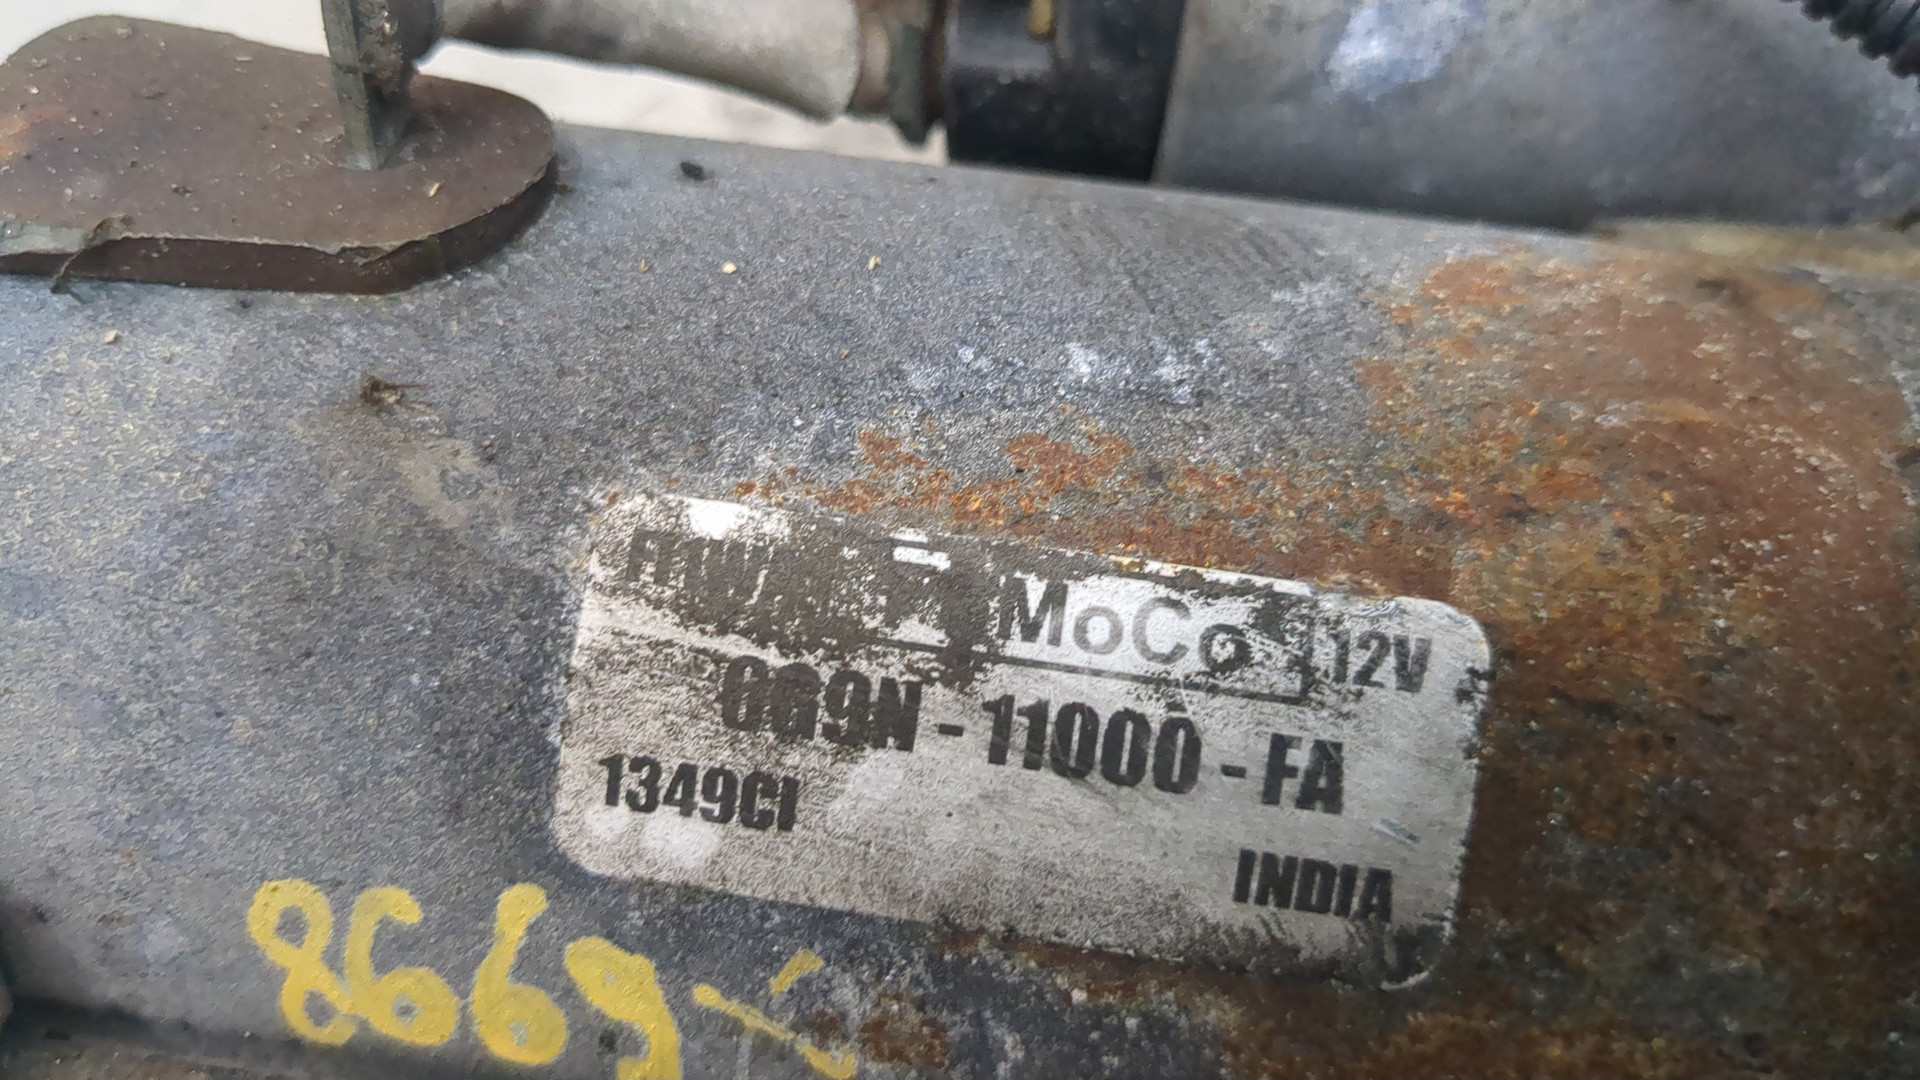 MoCo 12V
6G9N - 11000 - FA
1349CI
INDIA
8669-